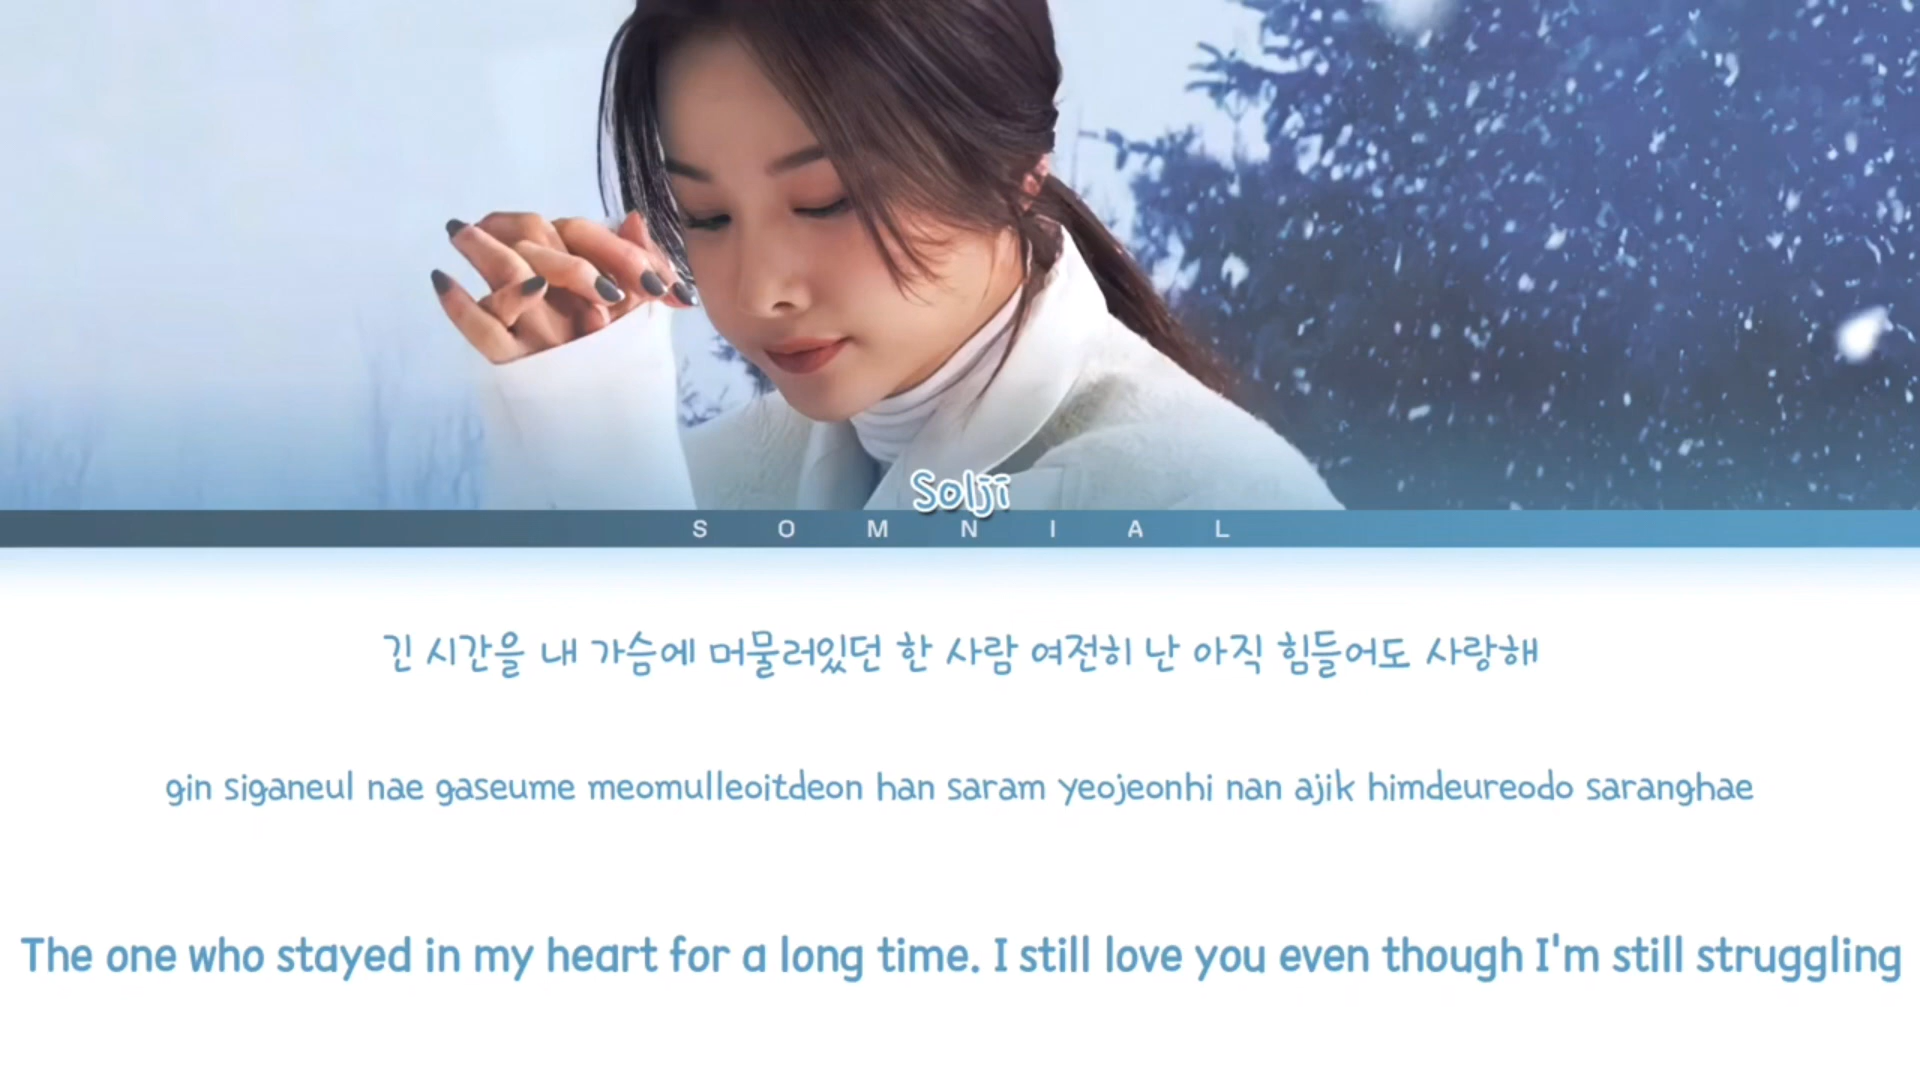 Solji
SOMNIAL
긴 시간을 내 가슴에 머물러있던 한 사람 여전히 난 아직 힘들어도 사랑해
gin siganeul nae gaseume meomulleoitdeon han saram yeojeonhi nan ajik himdeureodo saranghae
The one who stayed in my heart for a long time. I still love you even though I'm still struggling